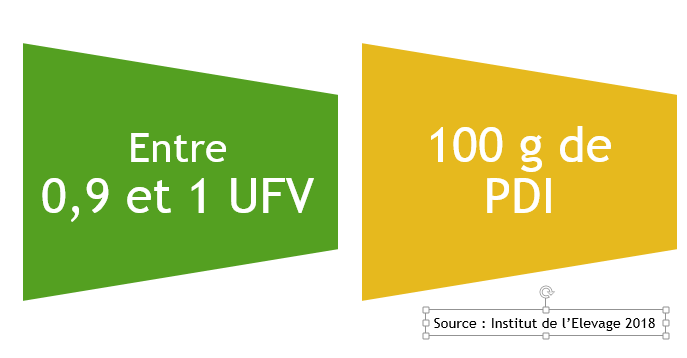 Entre
0,9 et 1 UFV
100 g de
PDI
Source : Institut de l’Elevage 2018